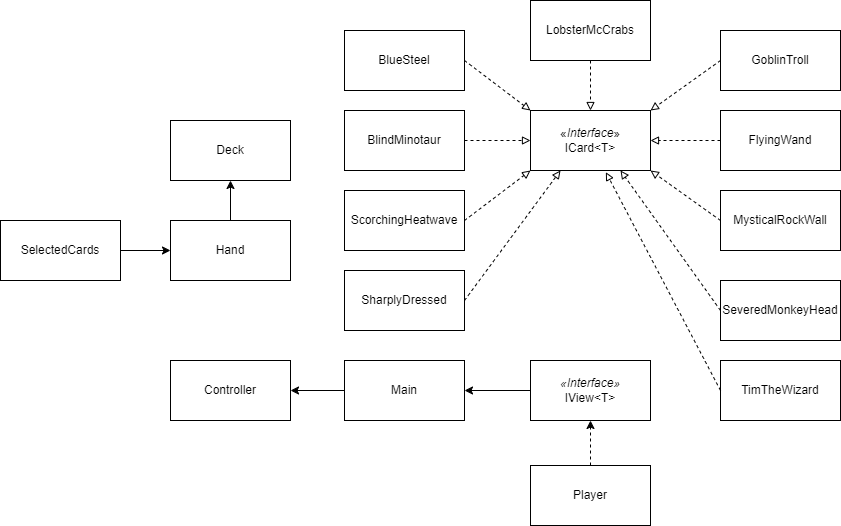 LobsterMcCrabs
BlueSteel
GoblinTroll
BlindMinotaur
«Interface»
ICard<T>
FlyingWand
Deck
ScorchingHeatwave
MysticalRockWall
SelectedCards
Hand
SharplyDressed
SeveredMonkeyHead
Controller
Main
«Interface»
IView<T>
TimTheWizard
Player